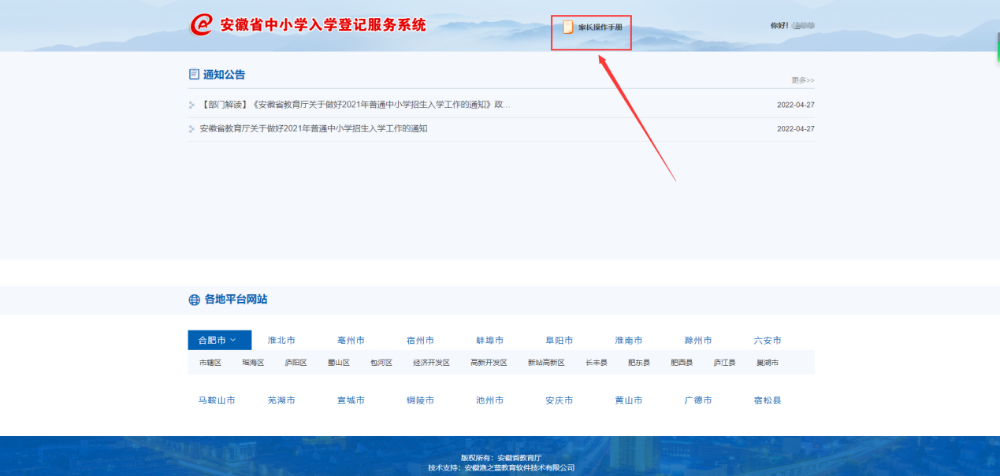 安徽省中小学入学登记服务系统
家长操作手册
你好!
通知公告
更多>>
【部门解读】《安徽省教育厅关于做好2021年普通中小学招生入学工作的通知》政...
2022-04-27
安徽省教育厅关于做好2021年普通中小学招生入学工作的通知
2022-04-27
各地平台网站
合肥市 淮北市 亳州市 宿州市 蚌埠市 阜阳市 淮南市 滁州市 六安市
市辖区 瑶海区 庐阳区 蜀山区 包河区 经济开发区 高新开发区 新站高新区 长丰县 肥东县 肥西县 庐江县 巢湖市
马鞍山市 芜湖市 宣城市 铜陵市 池州市 安庆市 黄山市 广德市 宿松县
版权所有：安徽省教育厅
技术支持：安徽渔之蓝教育软件技术有限公司